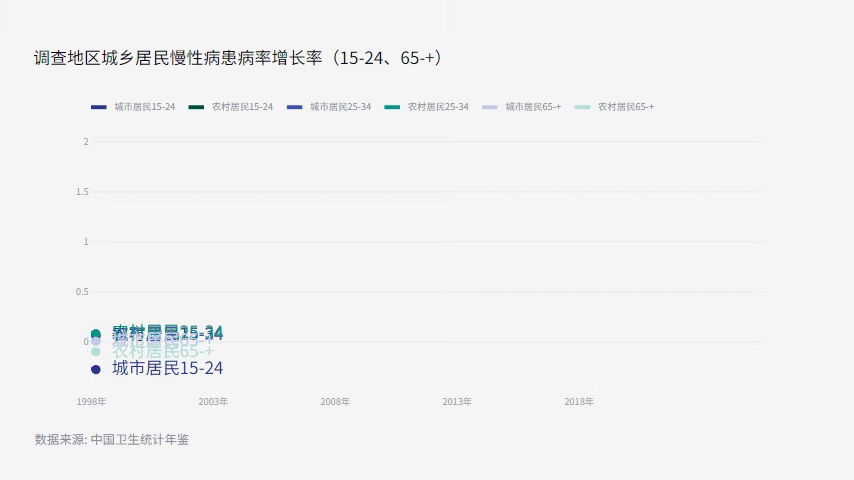 调查地区城乡居民慢性病患病率增长率（15-24、65-+）
城市居民15-24 农村居民15-24 城市居民25-34 农村居民25-34 城市居民65-+ 农村居民65-+
2
1.5
1
0.5
农村居民25-34
0
农村居民65-+
城市居民15-24
1998年 2003年 2008年 2013年 2018年
数据来源: 中国卫生统计年鉴